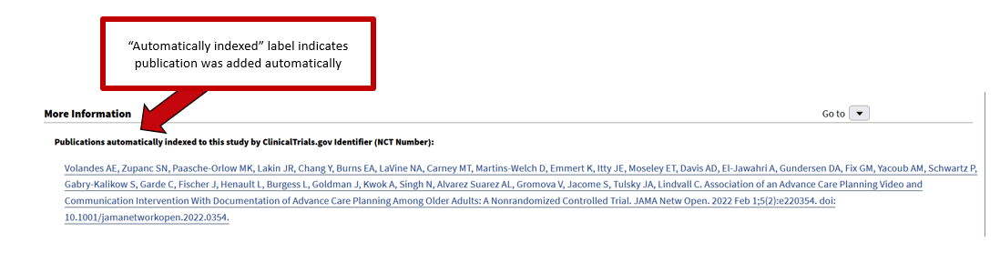 “Automatically indexed” label indicates
publication was added automatically
More Information
Go to
Publications automatically indexed to this study by ClinicalTrials.gov Identifier (NCT Number):
Volandes AE, Zupanc SN, Paasche-Orlow MK, Lakin JR, Chang Y, Burns EA, LaVine NA, Carney MT, Martins-Welch D, Emmert K, Itty JE, Moseley ET, Davis AD, El-Jawahri A, Gundersen DA, Fix GM, Yacoub AM, Schwartz P,
Gabry-Kalikow S, Garde C, Fischer J, Henault L, Burgess L, Goldman J, Kwok A, Singh N, Alvarez Suarez AL, Gromova V, Jacome S, Tulsky JA, Lindvall C. Association of an Advance Care Planning Video and
Communication Intervention With Documentation of Advance Care Planning Among Older Adults: A Nonrandomized Controlled Trial. JAMA Netw Open. 2022 Feb 1;5(2):e220354. doi:
10.1001/jamanetworkopen.2022.0354.